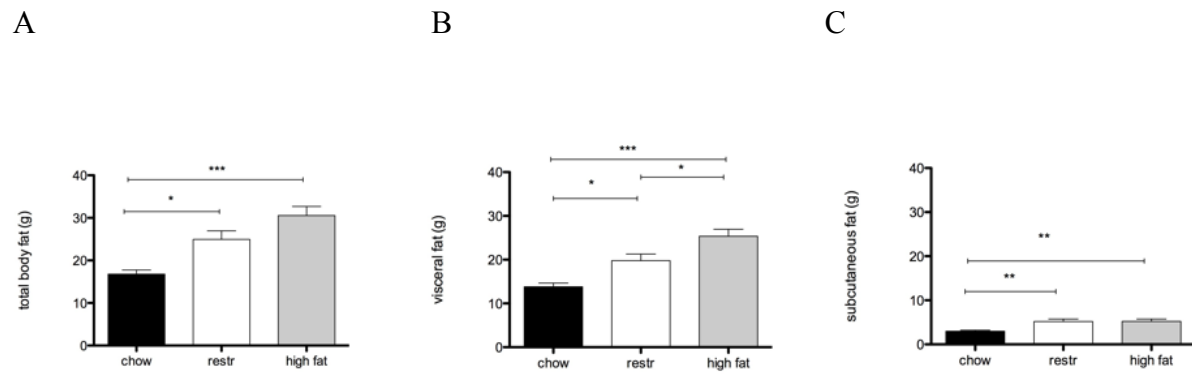 A
total body fat (g)
40
30
20
10
0
***
*
chow restr high fat
B
visceral fat (g)
40
30
20
10
0
***
*
*
chow restr high fat
C
subcutaneous fat (g)
40
30
20
10
0
**
**
chow restr high fat